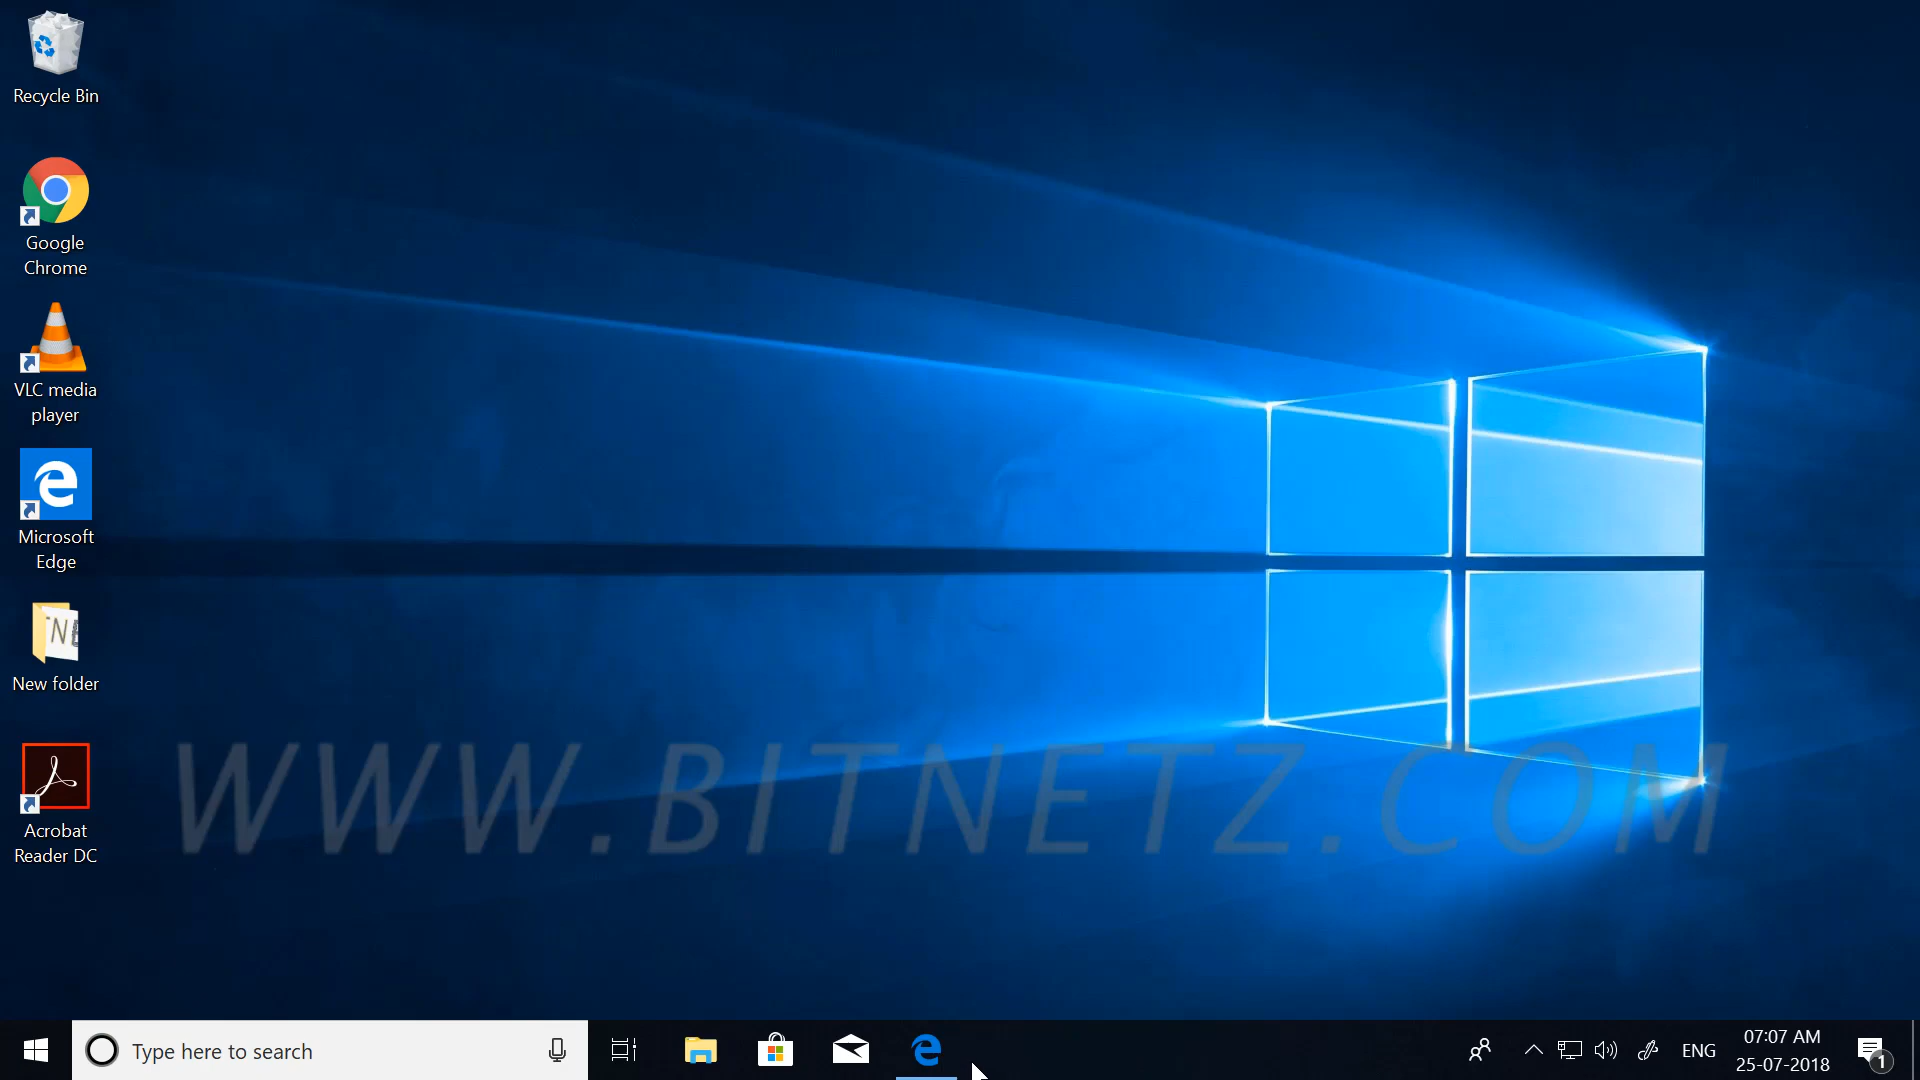 Recycle Bin
Google
Chrome
VLC media
player
Microsoft
Edge
New folder
Acrobat
Reader DC
WWW.BITNETZ.COM
Type here to search
ENG
07:07 AM
25-07-2018
1